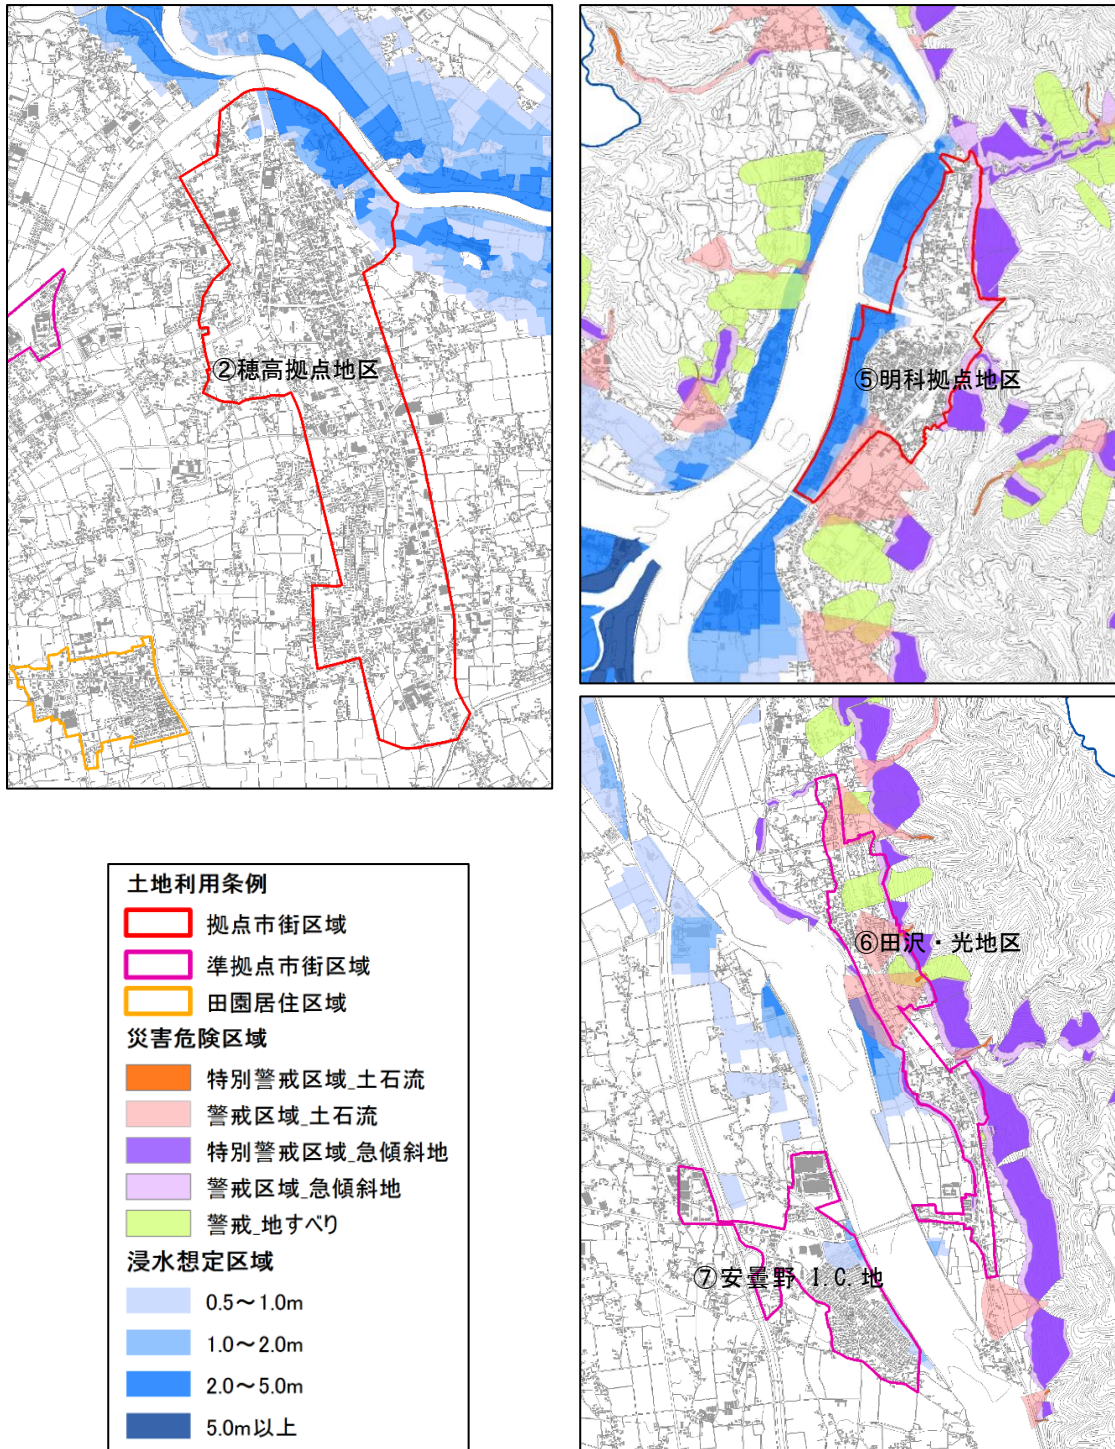 ②穂高拠点地区
⑤明科拠点地区
⑥田沢・光地区
⑦安曇野 I.C.地
土地利用条例
拠点市街区域
準拠点市街区域
田園居住区域
災害危険区域
特別警戒区域_土石流
警戒区域_土石流
特別警戒区域_急傾斜地
警戒区域_急傾斜地
警戒_地すべり
浸水想定区域
0.5～1.0m
1.0～2.0m
2.0～5.0m
5.0m以上